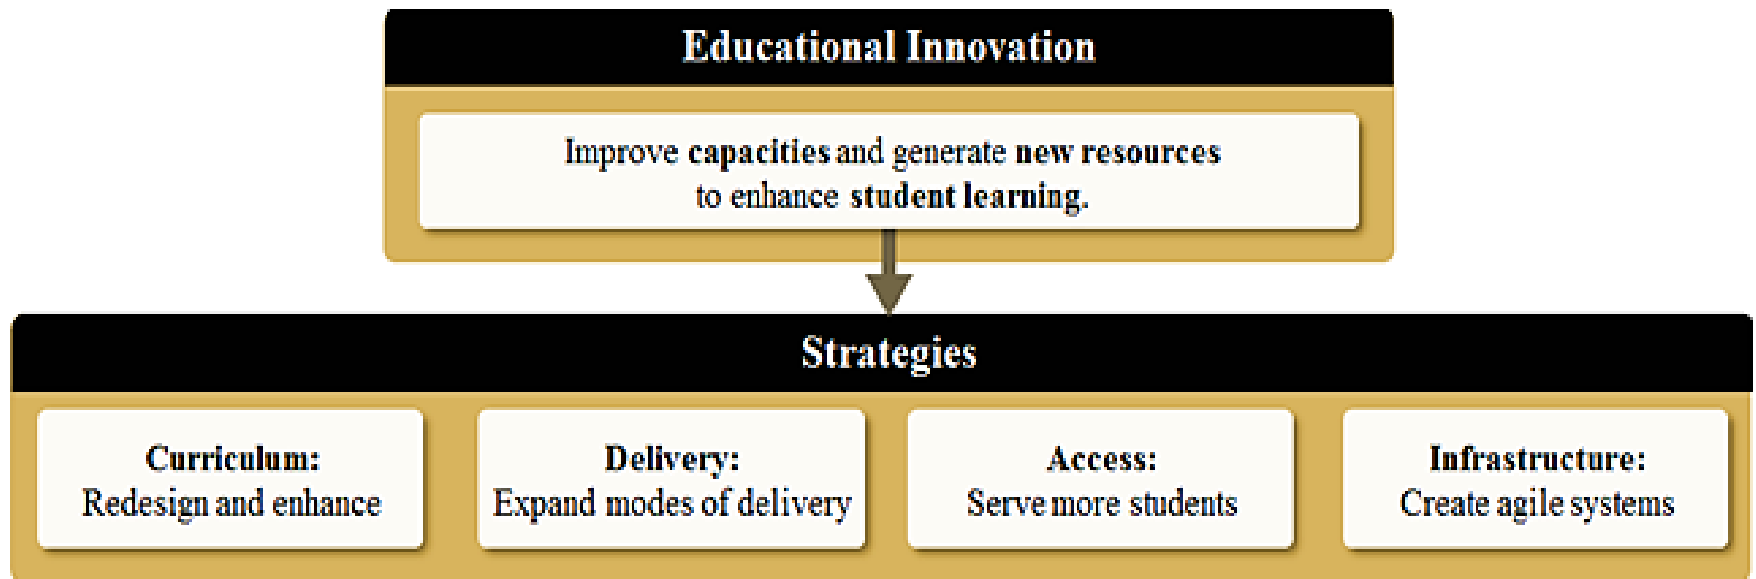 Educational Innovation
Improve capacities and generate new resources
to enhance student learning.
Strategies
Curriculum:
Redesign and enhance
Delivery:
Expand modes of delivery
Access:
Serve more students
Infrastructure:
Create agile systems